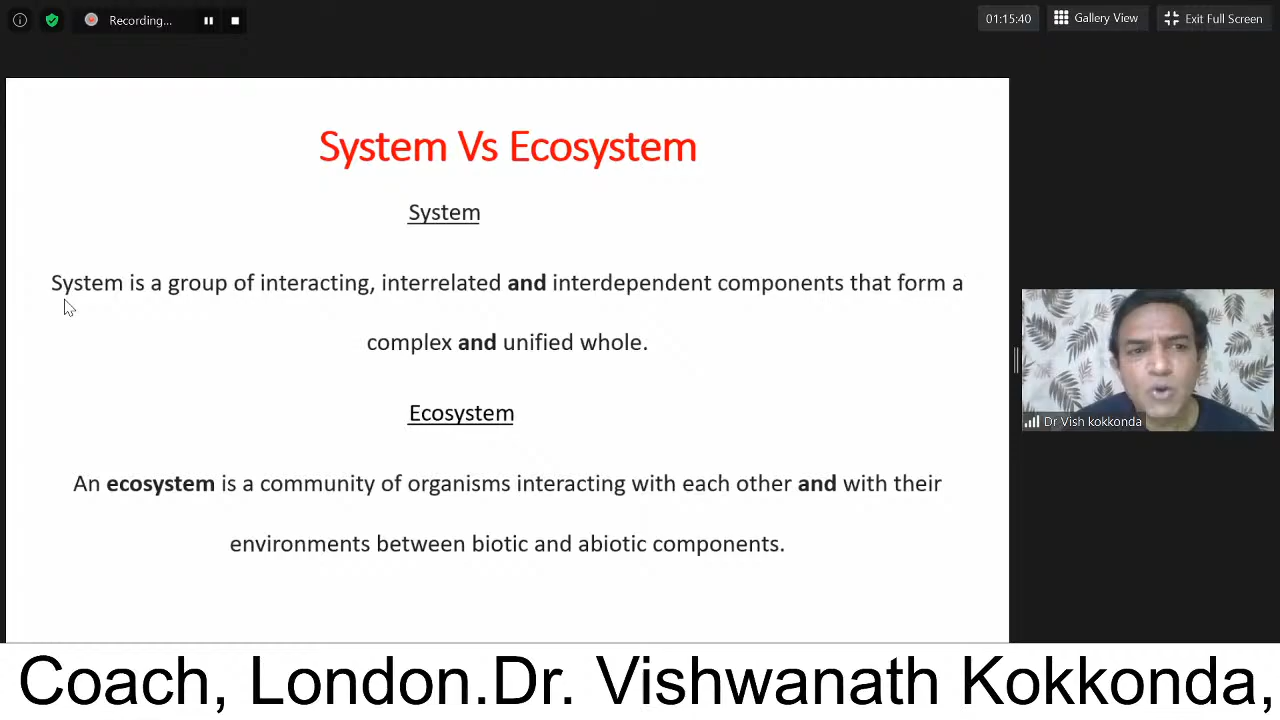 Recording...
01:15:40
Gallery View
Exit Full Screen
System Vs Ecosystem
System
System is a group of interacting, interrelated and interdependent components that form a
complex and unified whole.
Ecosystem
An ecosystem is a community of organisms interacting with each other and with their
environments between biotic and abiotic components.
Dr Vish kokkonda
Coach, London.Dr. Vishwanath Kokkonda,